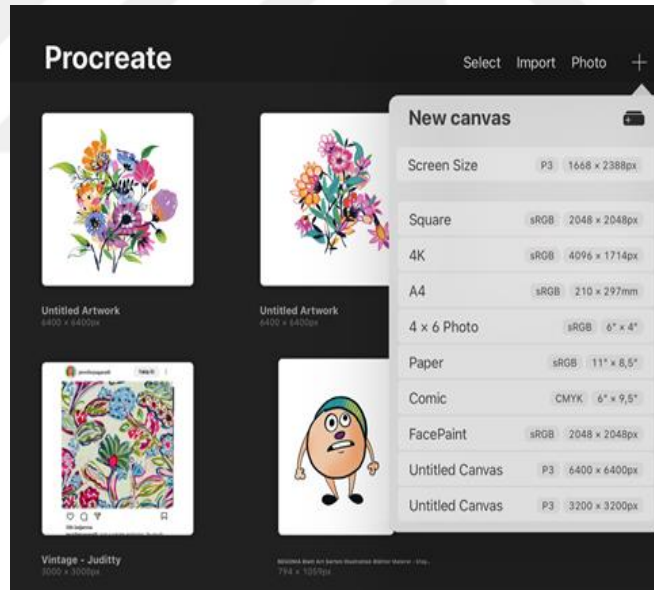 Procreate
Select Import Photo +
New canvas
Screen Size P3 1668 × 2388px
Square sRGB 2048 × 2048px
4K sRGB 4096 × 1714px
A4 sRGB 210 × 297mm
4 × 6 Photo sRGB 6" × 4"
Paper sRGB 11" × 8,5"
Comic CMYK 6" × 9,5"
FacePaint sRGB 2048 × 2048px
Untitled Canvas P3 6400 × 6400px
Untitled Canvas P3 3200 × 3200px
Untitled Artwork
6400 × 6400px
Untitled Artwork
6400 × 6400px
Vintage - Juditty
3000 × 3000px
794 × 1059px